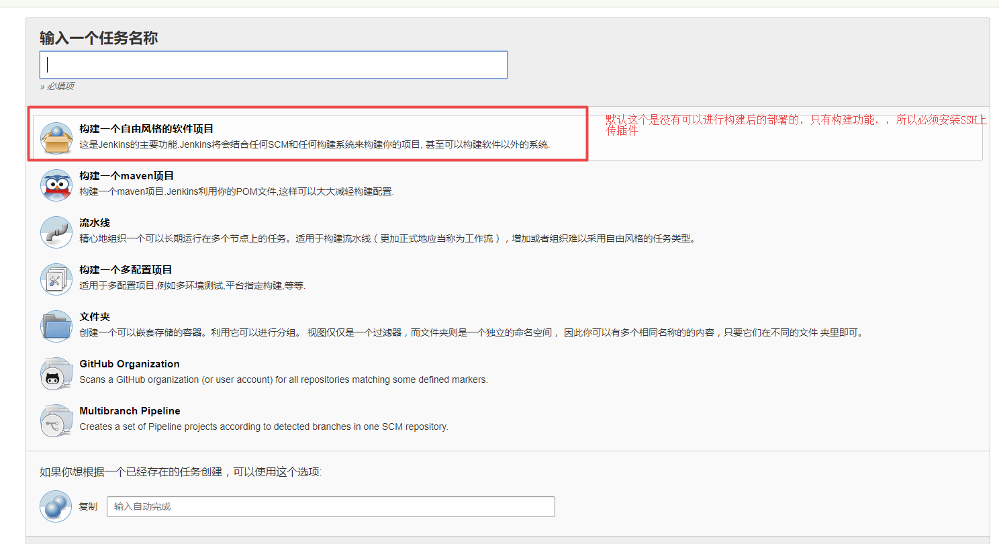 输入一个任务名称
» 必填项
构建一个自由风格的软件项目
这是Jenkins的主要功能.Jenkins将会结合任何SCM和任何构建系统来构建你的项目, 甚至可以构建软件以外的系统.
默认这个是没有可以进行构建后的部署的，只有构建功能，，所以必须安装SSH上
传插件
构建一个maven项目
构建一个maven项目.Jenkins利用你的POM文件,这样可以大大减轻构建配置.
流水线
精心地组织一个可以长期运行在多个节点上的任务。适用于构建流水线（更加正式地应当称为工作流），增加或者组织难以采用自由风格的任务类型。
构建一个多配置项目
适用于多配置项目,例如多环境测试,平台指定构建,等等.
文件夹
创建一个可以嵌套存储的容器。利用它可以进行分组。 视图仅仅是一个过滤器，而文件夹则是一个独立的命名空间， 因此你可以有多个相同名称的的内容，只要它们在不同的文件 夹里即可。
GitHub Organization
Scans a GitHub organization (or user account) for all repositories matching some defined markers.
Multibranch Pipeline
Creates a set of Pipeline projects according to detected branches in one SCM repository.
如果你想根据一个已经存在的任务创建，可以使用这个选项:
复制 输入自动完成